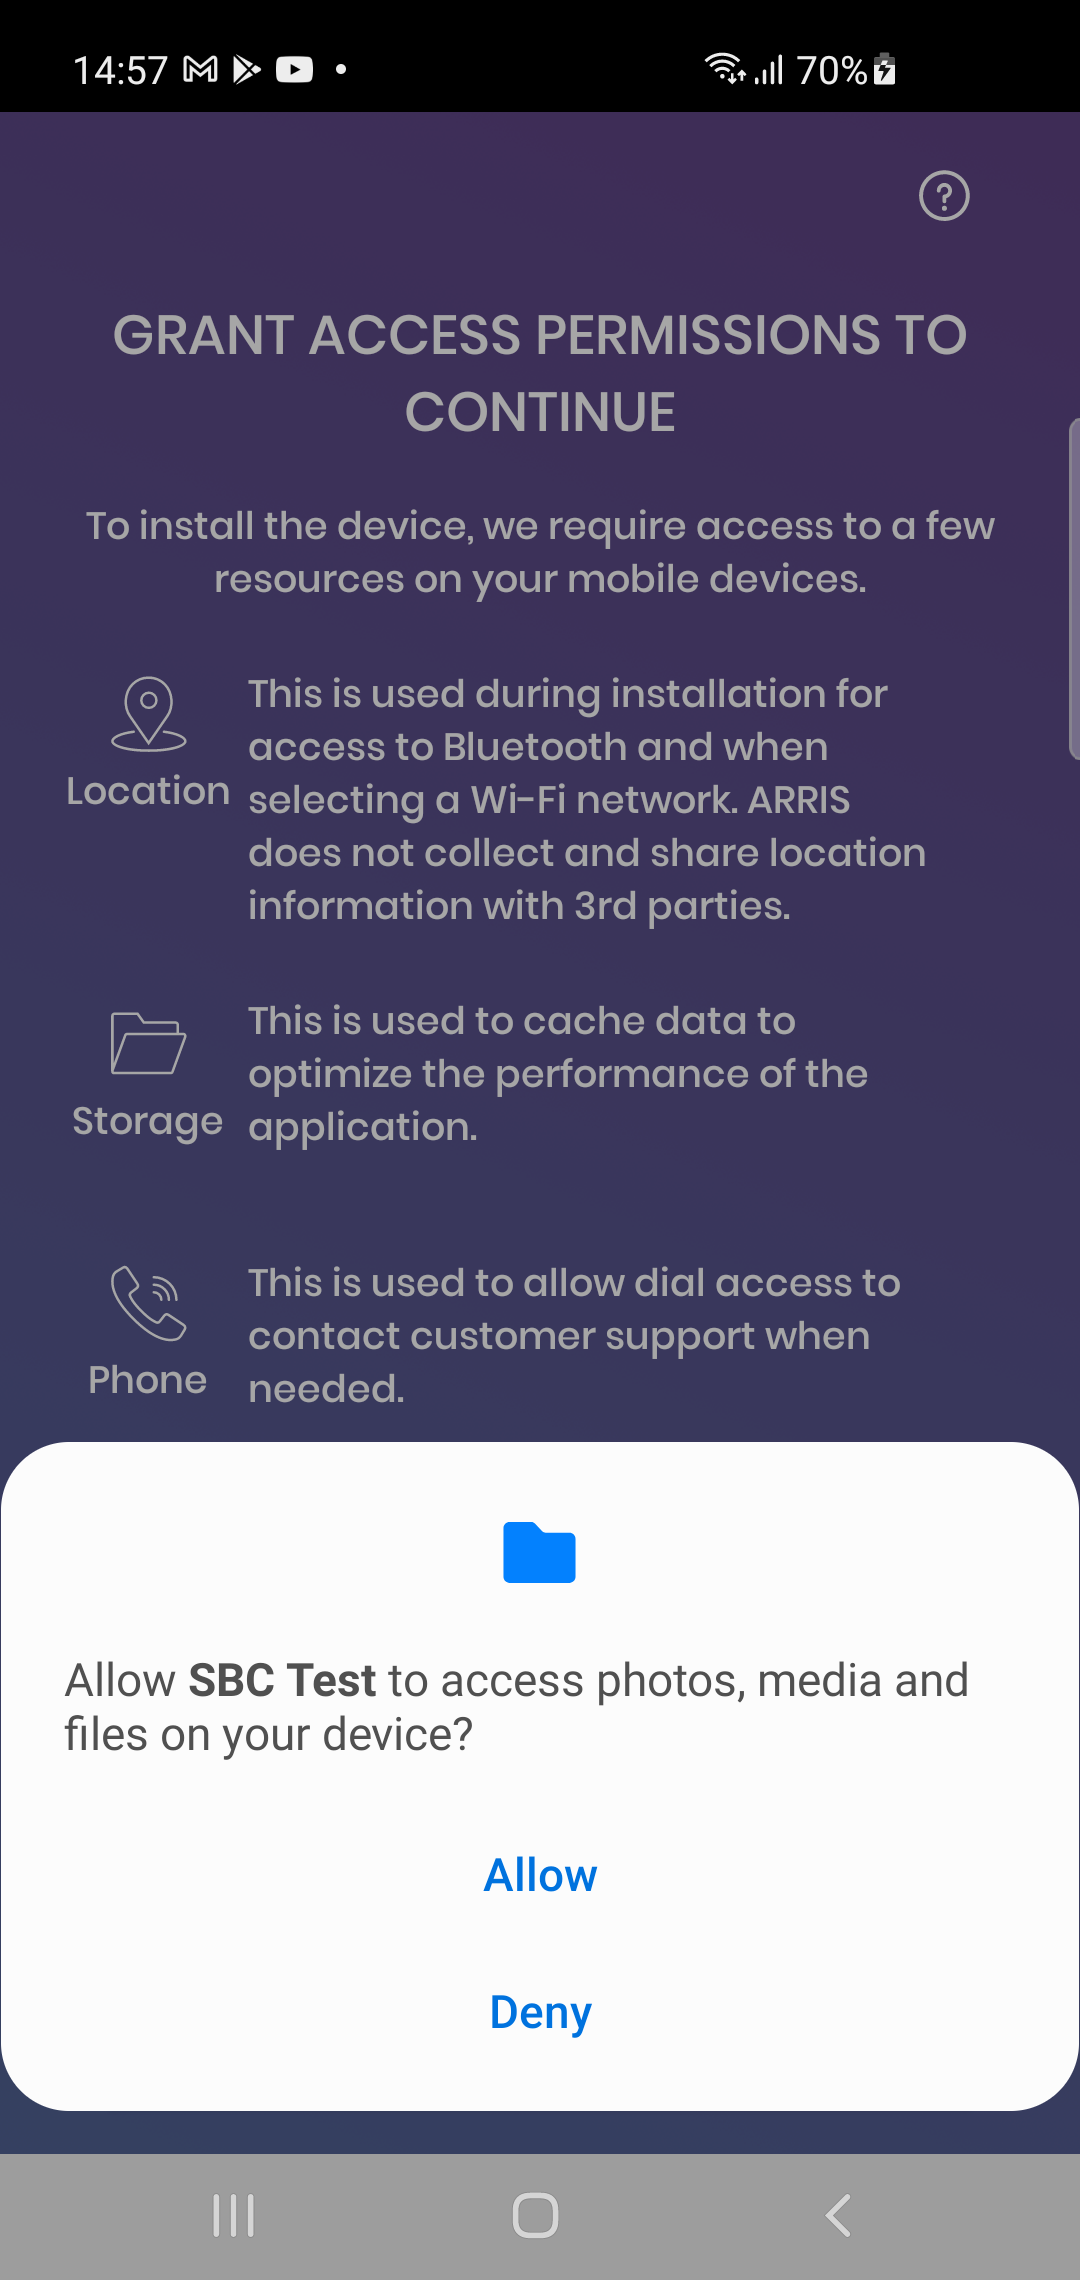 14:57 70%
GRANT ACCESS PERMISSIONS TO
CONTINUE
To install the device, we require access to a few
resources on your mobile devices.
Location
This is used during installation for
access to Bluetooth and when
selecting a Wi-Fi network. ARRIS
does not collect and share location
information with 3rd parties.
Storage
This is used to cache data to
optimize the performance of the
application.
Phone
This is used to allow dial access to
contact customer support when
needed.
Allow SBC Test to access photos, media and
files on your device?
Allow
Deny